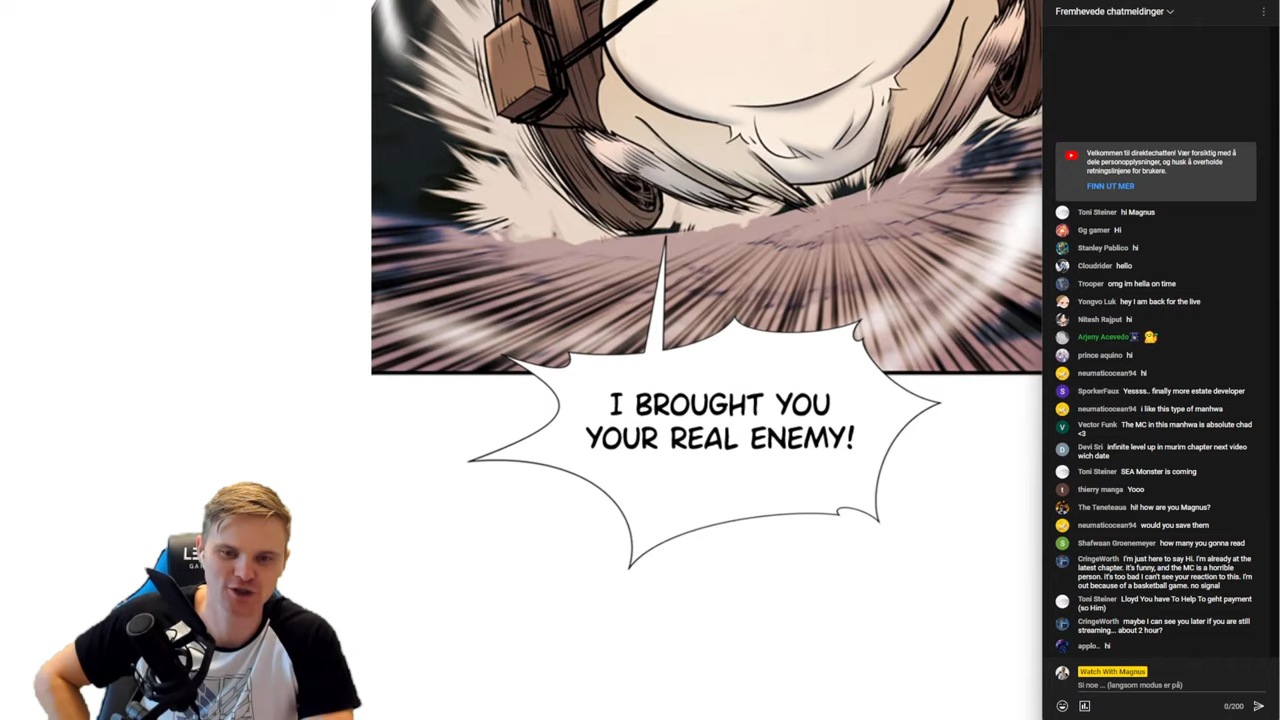 Fremhevede chatmeldinger
Velkommen til direktechatten! Vær forsiktig med å
dele personopplysninger, og husk å overholde
retningslinjene for brukere.
FINN UT MER
Toni Steiner hi Magnus
Gg gamer Hi
Stanley Pablico hi
Cloudrider hello
Trooper omg im hella on time
Yongvo Luk hey I am back for the live
Nitesh Rajput hi
Arjeny Acevedo
prince aquino hi
neumaticocean94 hi
SporkerFaux Yessss.. finally more estate developer
neumaticocean94 i like this type of manhwa
Vector Funk The MC in this manhwa is absolute chad
<3
Devi Sri infinite level up in murim chapter next video
wich date
Toni Steiner SEA Monster is coming
thierry manga Yooo
The Teneteaua hi! how are you Magnus?
neumaticocean94 would you save them
Shafwaan Groenemeyer how many you gonna read
CringeWorth I'm just here to say Hi. I'm already at the
latest chapter. it's funny, and the MC is a horrible
person. it's too bad I can't see your reaction to this. I'm
out because of a basketball game. no signal
Toni Steiner Lloyd You have To Help To geht payment
(so Him)
CringeWorth maybe I can see you later if you are still
streaming... about 2 hour?
applo.. hi
Watch With Magnus
Si noe ... (langsom modus er på)
0/200
I BROUGHT YOU
YOUR REAL ENEMY!